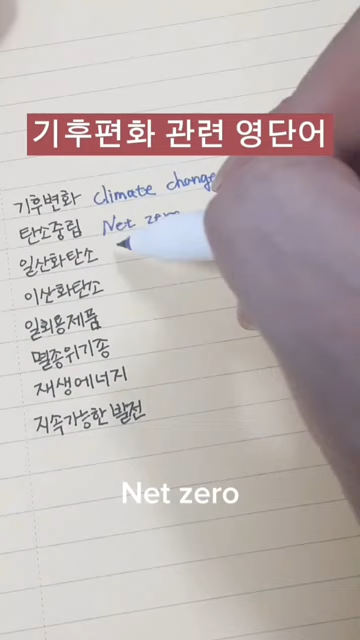 기후편화 관련 영단어
기후변화 Climate change
탄소중립 Net zero
일산화탄소
이산화탄소
일회용제품
멸종위기종
재생에너지
지속가능한 발전
Net zero